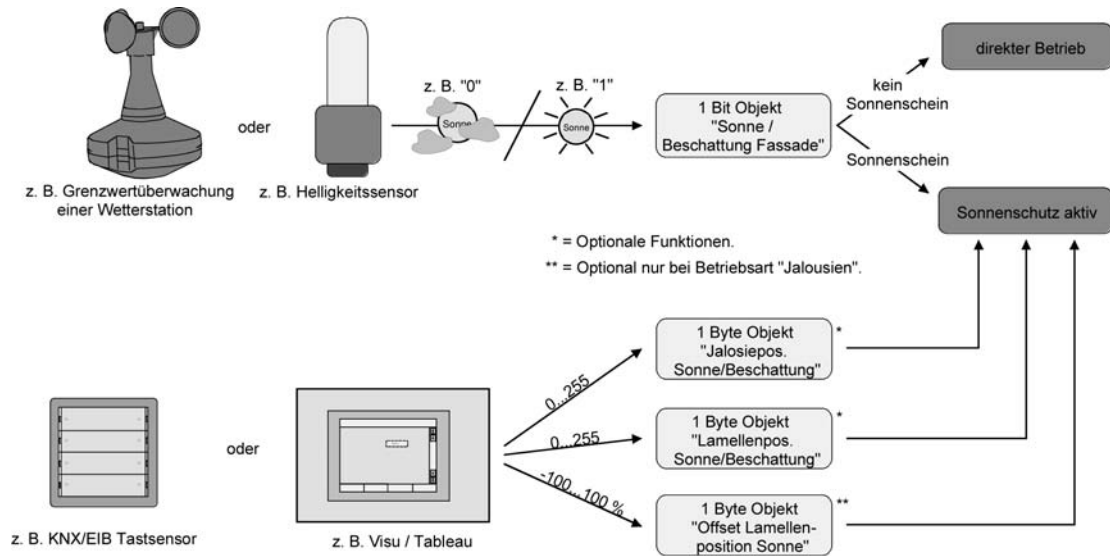 direkter Betrieb
z. B. "0"
z. B. "1"
kein
Sonnenschein
Sonne
Sonne
1 Bit Objekt
"Sonne /
Beschattung Fassade"
oder
Sonnenschein
z. B. Grenzwertüberwachung
einer Wetterstation
z. B. Helligkeitssensor
Sonnenschutz aktiv
* = Optionale Funktionen.
** = Optional nur bei Betriebsart "Jalousien".
1 Byte Objekt
"Jalosiepos.
Sonne/Beschattung"
*
0...255
1 Byte Objekt
"Lamellenpos.
Sonne/Beschattung"
*
0...255
oder
-100...100 %
1 Byte Objekt
"Offset Lamellen-
position Sonne"
**
z. B. KNX/EIB Tastsensor
z. B. Visu / Tableau